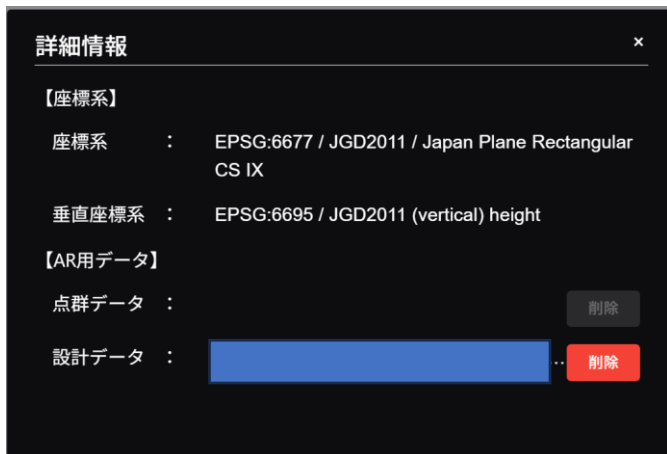 詳細情報 ×
【座標系】
座標系 : EPSG:6677 / JGD2011 / Japan Plane Rectangular
CS IX
垂直座標系 : EPSG:6695 / JGD2011 (vertical) height
【AR用データ】
点群データ : 削除
設計データ : ... 削除